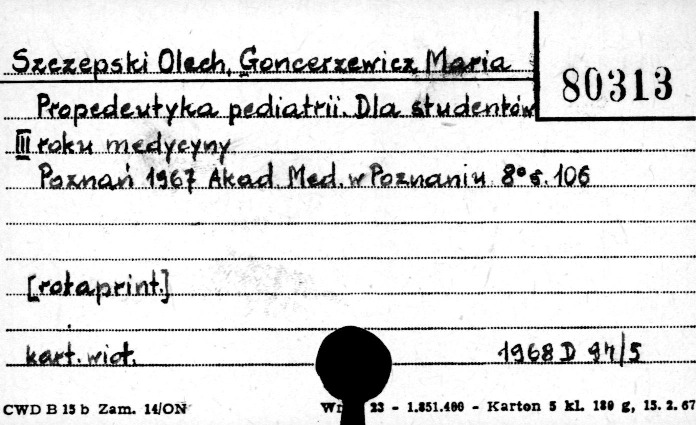 80313
Szczepski Olech, Goncerzewicz Maria
Propedeutyka pediatrii. Dla studentów
III roku medycyny
Poznań 1967 Akad. Med. w Poznaniu 8° s. 106
[rotaprint.]
kart. wiot.
1968 D 94/5
CWD B 15 b Zam. 14/ON 23 - 1.851.400 - Karton 5 kl. 180 g, 15. 2. 67